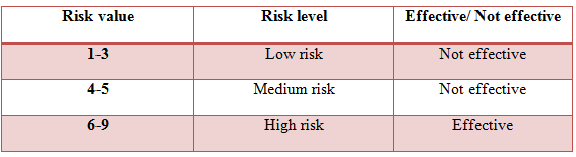 Risk value Risk level Effective/ Not effective
1-3 Low risk Not effective
4-5 Medium risk Not effective
6-9 High risk Effective